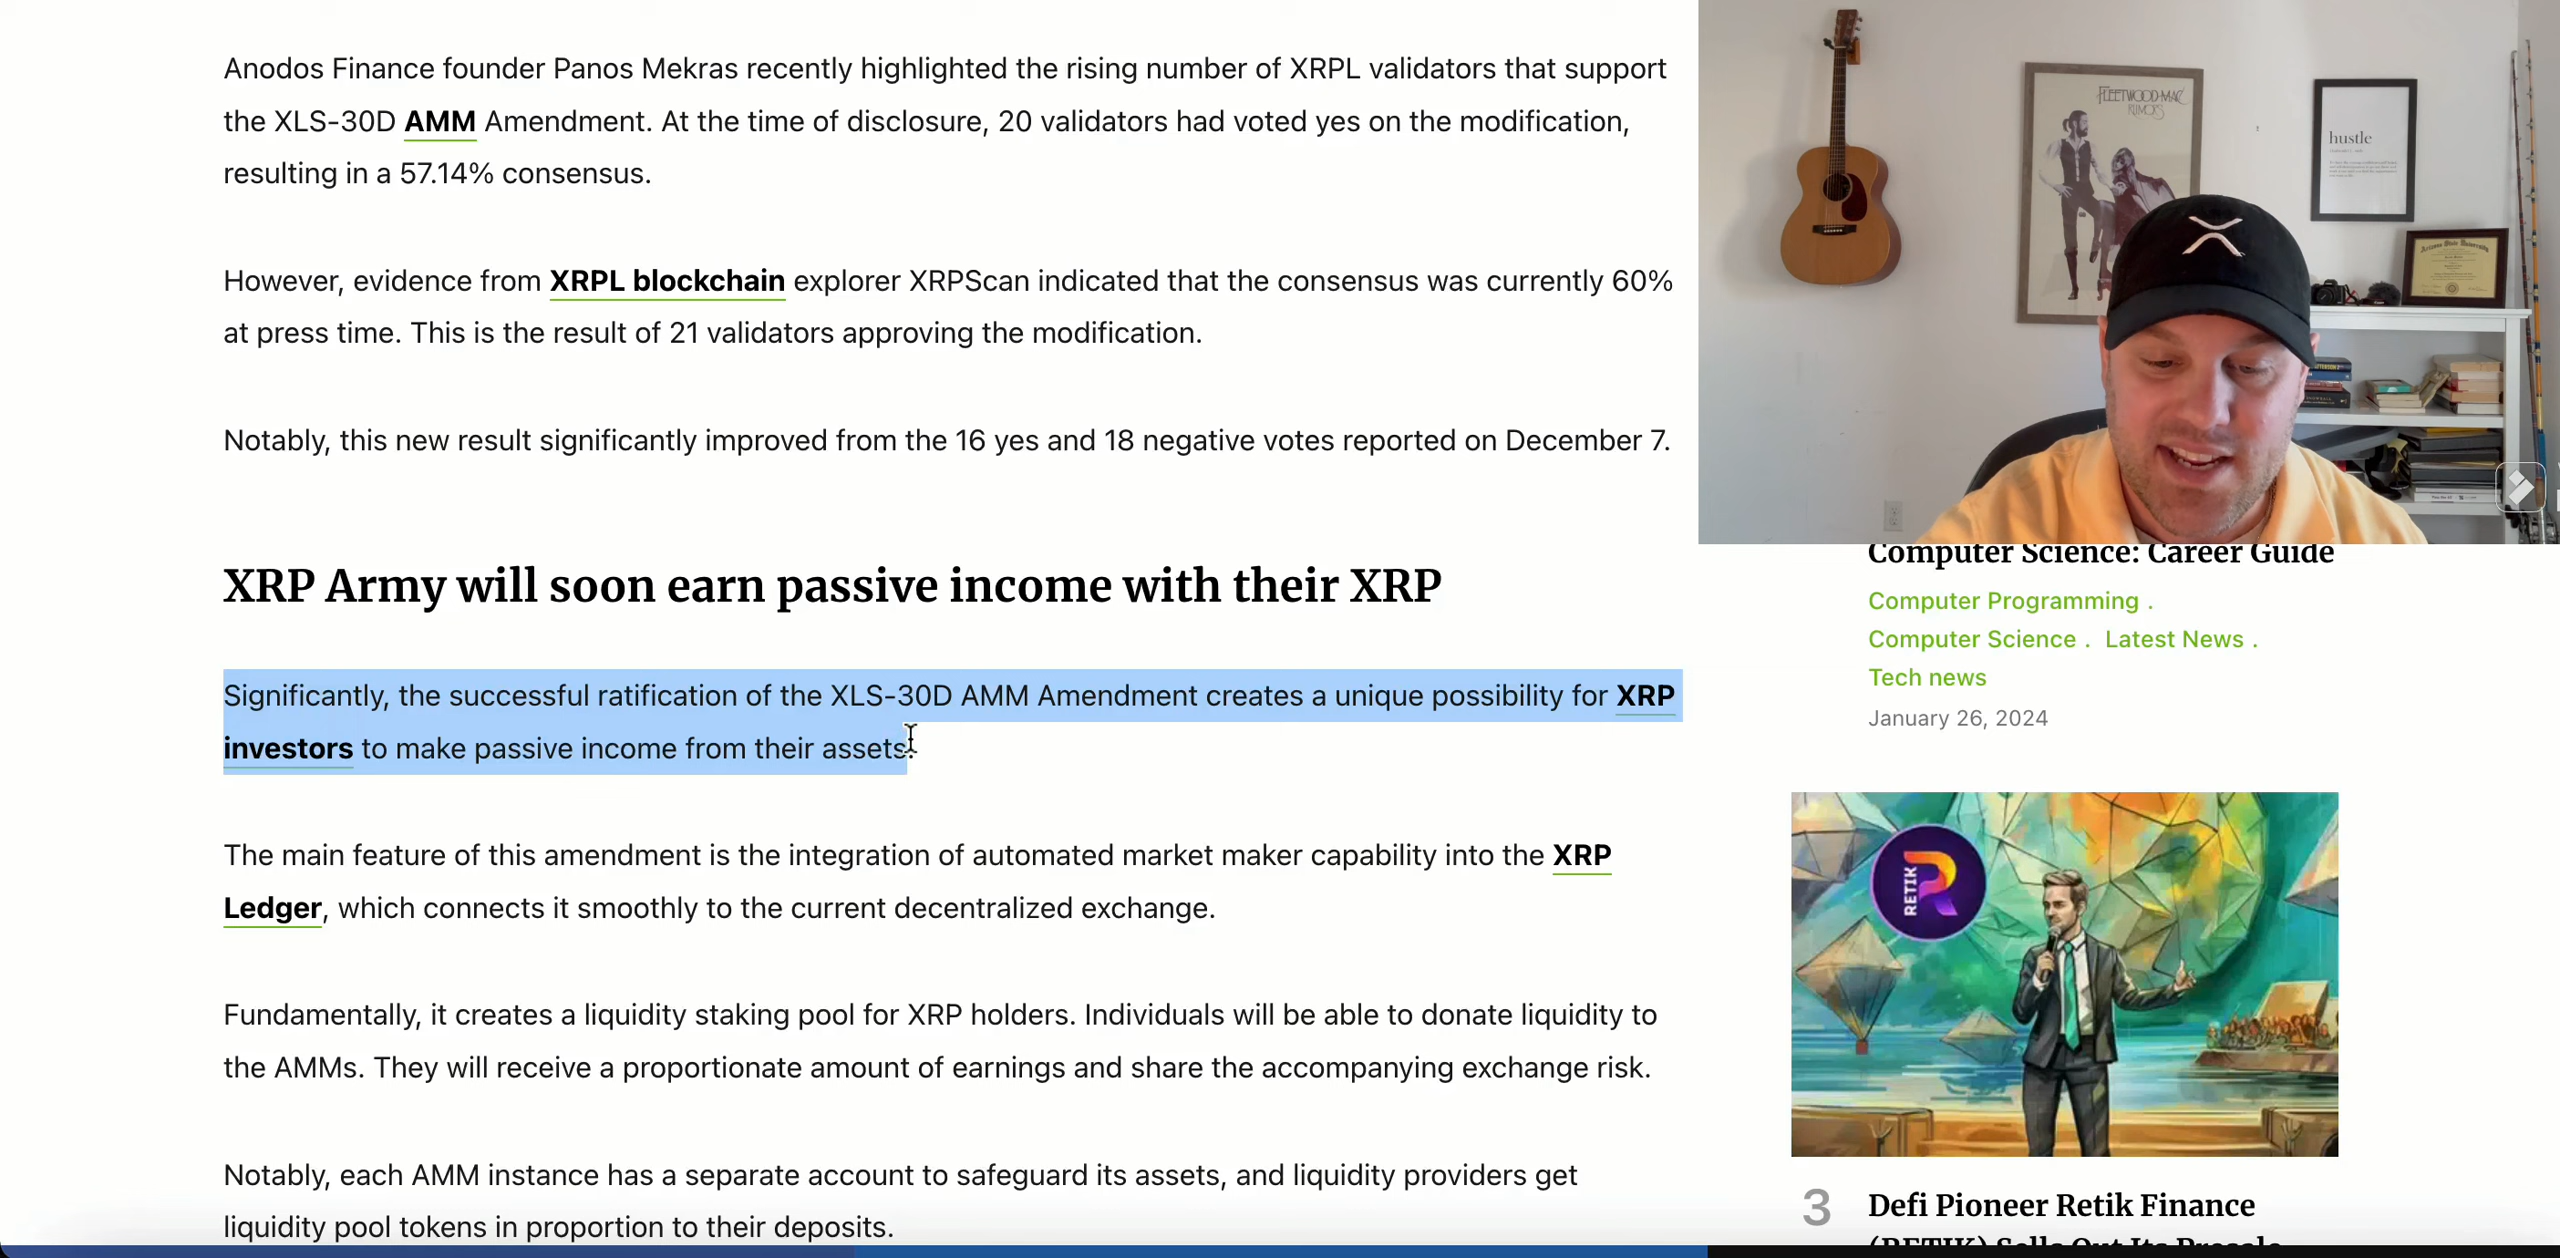 Anodos Finance founder Panos Mekras recently highlighted the rising number of XRPL validators that support
the XLS-30D AMM Amendment. At the time of disclosure, 20 validators had voted yes on the modification,
resulting in a 57.14% consensus.
However, evidence from XRPL blockchain explorer XRPScan indicated that the consensus was currently 60%
at press time. This is the result of 21 validators approving the modification.
Notably, this new result significantly improved from the 16 yes and 18 negative votes reported on December 7.
XRP Army will soon earn passive income with their XRP
Significantly, the successful ratification of the XLS-30D AMM Amendment creates a unique possibility for XRP
investors to make passive income from their assets.
The main feature of this amendment is the integration of automated market maker capability into the XRP
Ledger, which connects it smoothly to the current decentralized exchange.
Fundamentally, it creates a liquidity staking pool for XRP holders. Individuals will be able to donate liquidity to
the AMMs. They will receive a proportionate amount of earnings and share the accompanying exchange risk.
Notably, each AMM instance has a separate account to safeguard its assets, and liquidity providers get
liquidity pool tokens in proportion to their deposits.
FLEETWOOD MAC
RUMOURS
hustle
Arizona State University
Computer Science: Career Guide
Computer Programming .
Computer Science . Latest News .
Tech news
January 26, 2024
RETIK
3
Defi Pioneer Retik Finance
(RETIK) Sells Out Its Presale